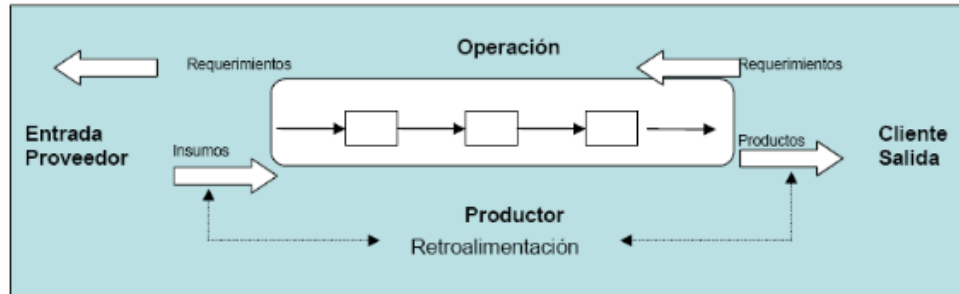 Operación
Requerimientos
Requerimientos
Entrada
Proveedor
Insumos
Productos
Cliente
Salida
Productor
Retroalimentación